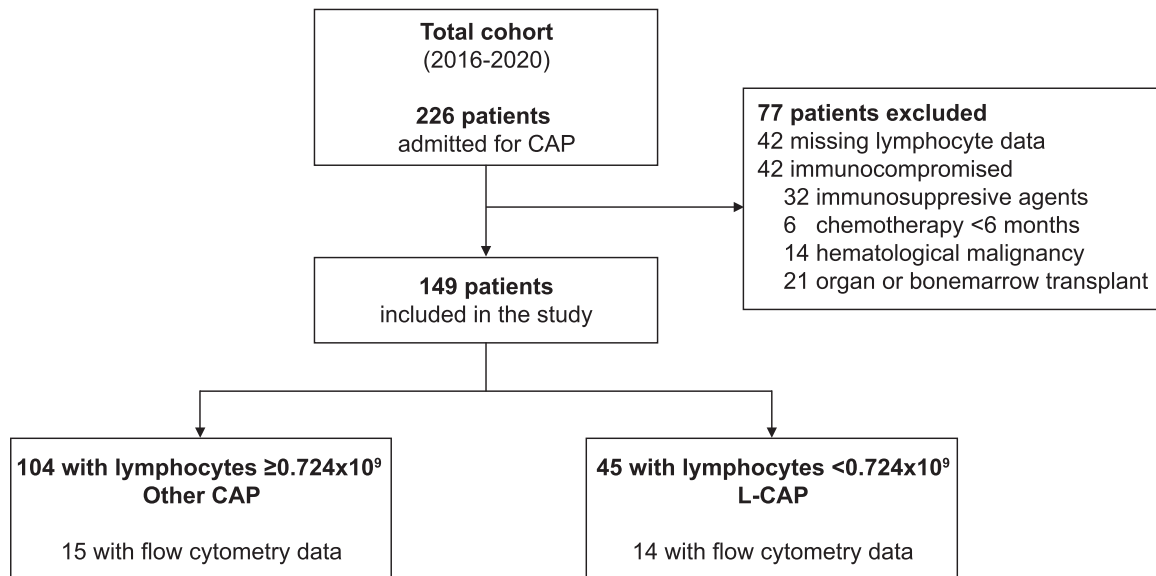 Total cohort
(2016-2020)
226 patients
admitted for CAP
77 patients excluded
42 missing lymphocyte data
42 immunocompromised
32 immunosuppresive agents
6 chemotherapy <6 months
14 hematological malignancy
21 organ or bonemarrow transplant
149 patients
included in the study
104 with lymphocytes ≥0.724x10⁹
Other CAP
15 with flow cytometry data
45 with lymphocytes <0.724x10⁹
L-CAP
14 with flow cytometry data